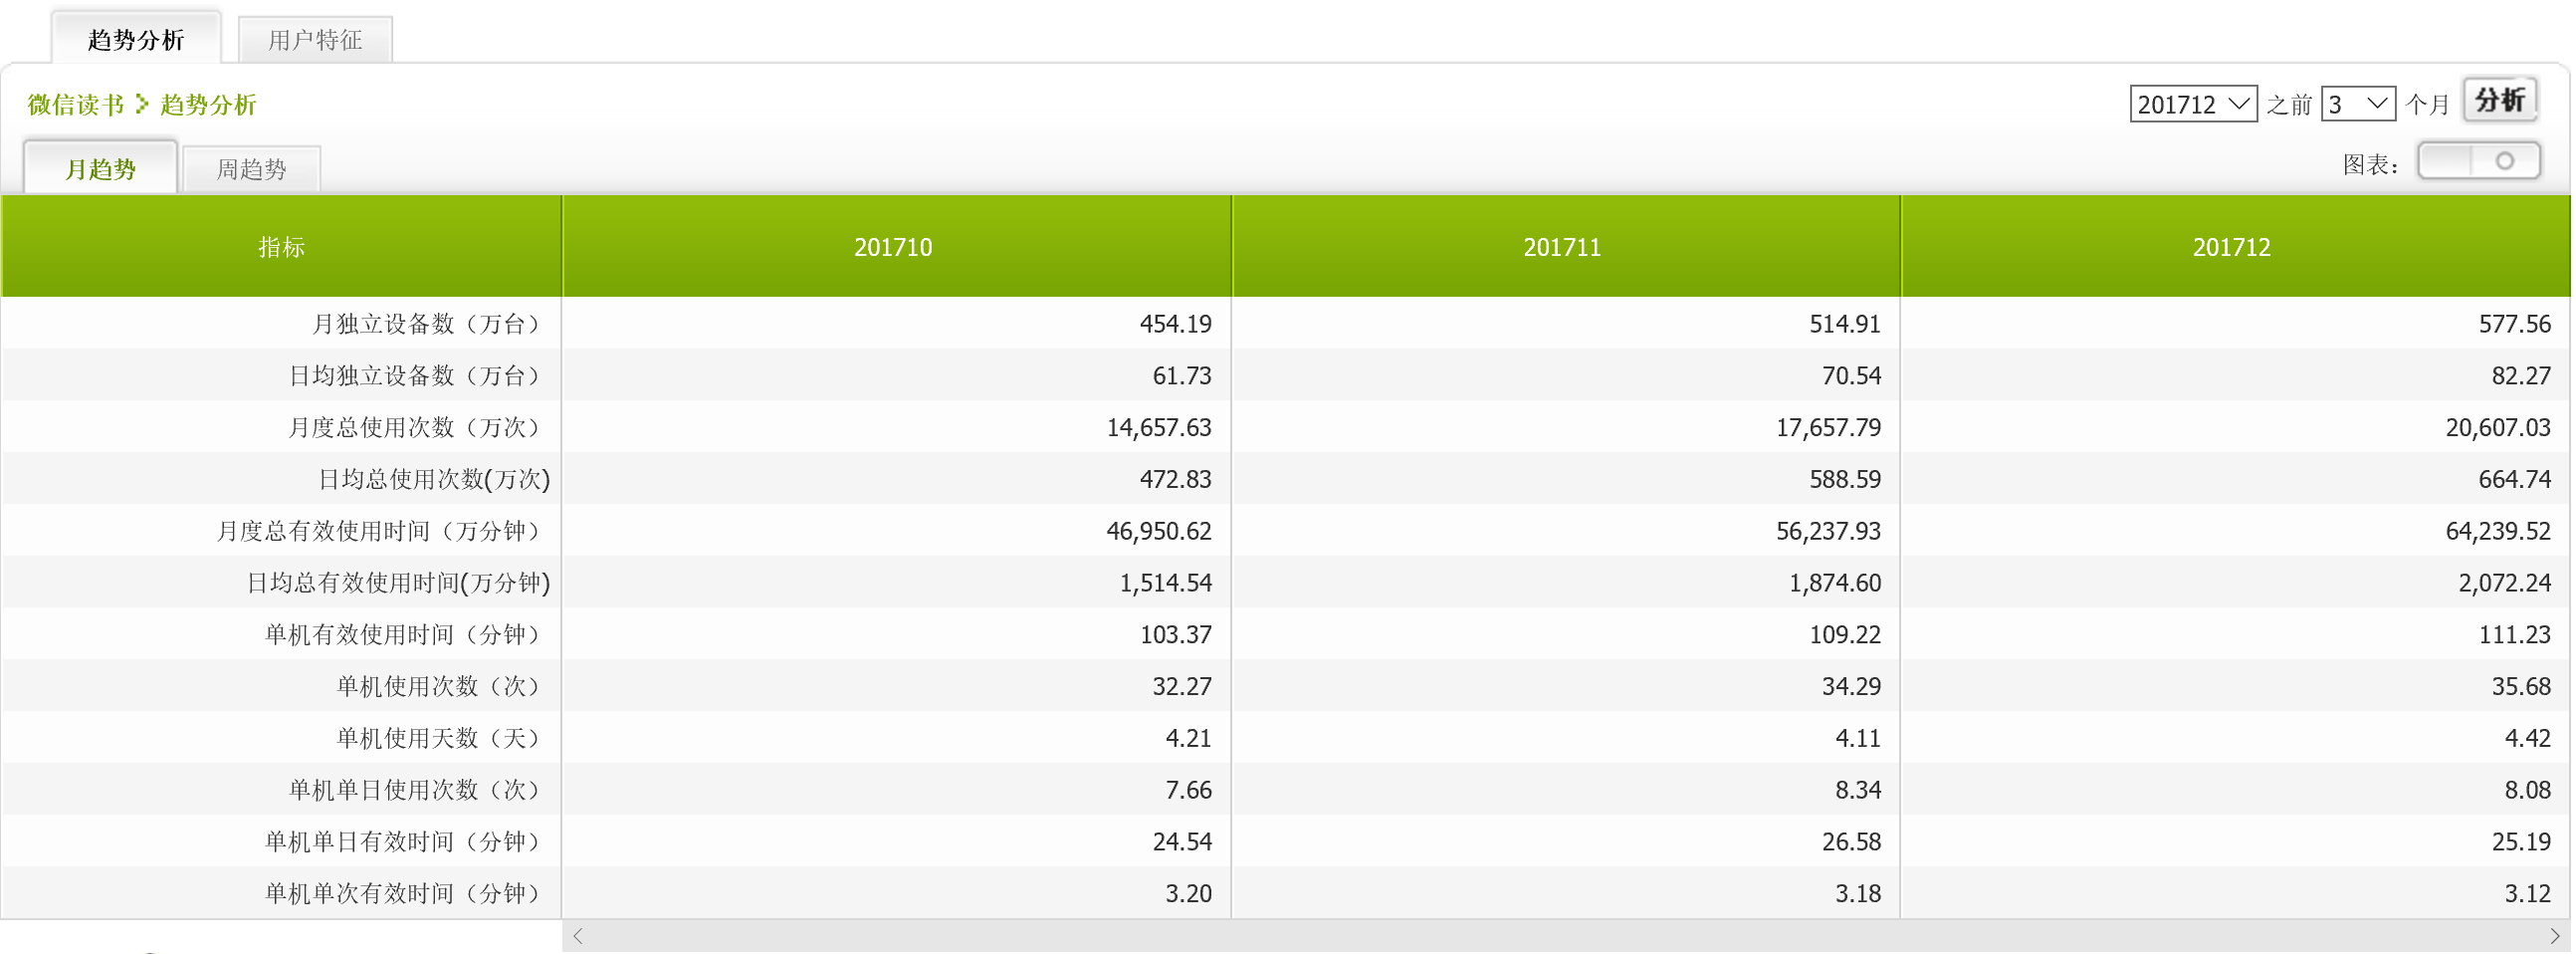 趋势分析 用户特征
微信读书 趋势分析 201712 之前 3 个月 分析
月趋势 周趋势 图表：
指标 201710 201711 201712
月独立设备数（万台） 454.19 514.91 577.56
日均独立设备数（万台） 61.73 70.54 82.27
月度总使用次数（万次） 14,657.63 17,657.79 20,607.03
日均总使用次数(万次) 472.83 588.59 664.74
月度总有效使用时间（万分钟） 46,950.62 56,237.93 64,239.52
日均总有效使用时间(万分钟) 1,514.54 1,874.60 2,072.24
单机有效使用时间（分钟） 103.37 109.22 111.23
单机使用次数（次） 32.27 34.29 35.68
单机使用天数（天） 4.21 4.11 4.42
单机单日使用次数（次） 7.66 8.34 8.08
单机单日有效时间（分钟） 24.54 26.58 25.19
单机单次有效时间（分钟） 3.20 3.18 3.12